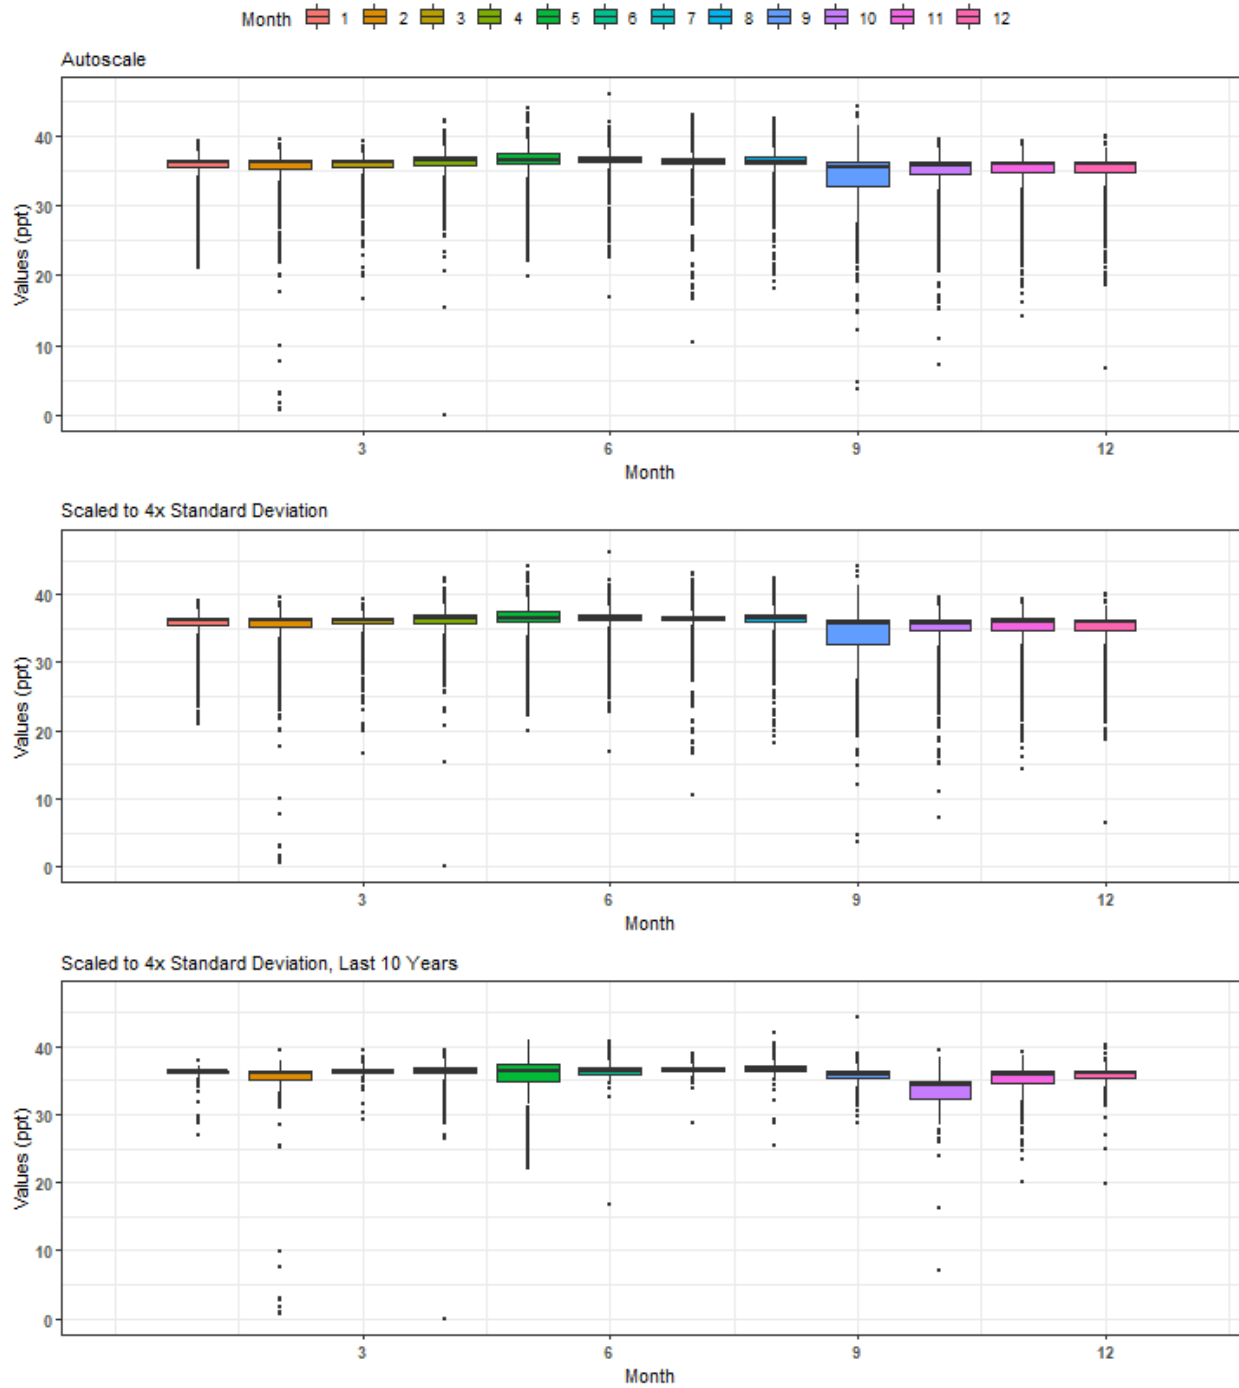 Month 1 2 3 4 5 6 7 8 9 10 11 12
Autoscale
Values (ppt)
40
30
20
10
0
3 6 9 12
Month
Scaled to 4x Standard Deviation
Values (ppt)
40
30
20
10
0
3 6 9 12
Month
Scaled to 4x Standard Deviation, Last 10 Years
Values (ppt)
40
30
20
10
0
3 6 9 12
Month